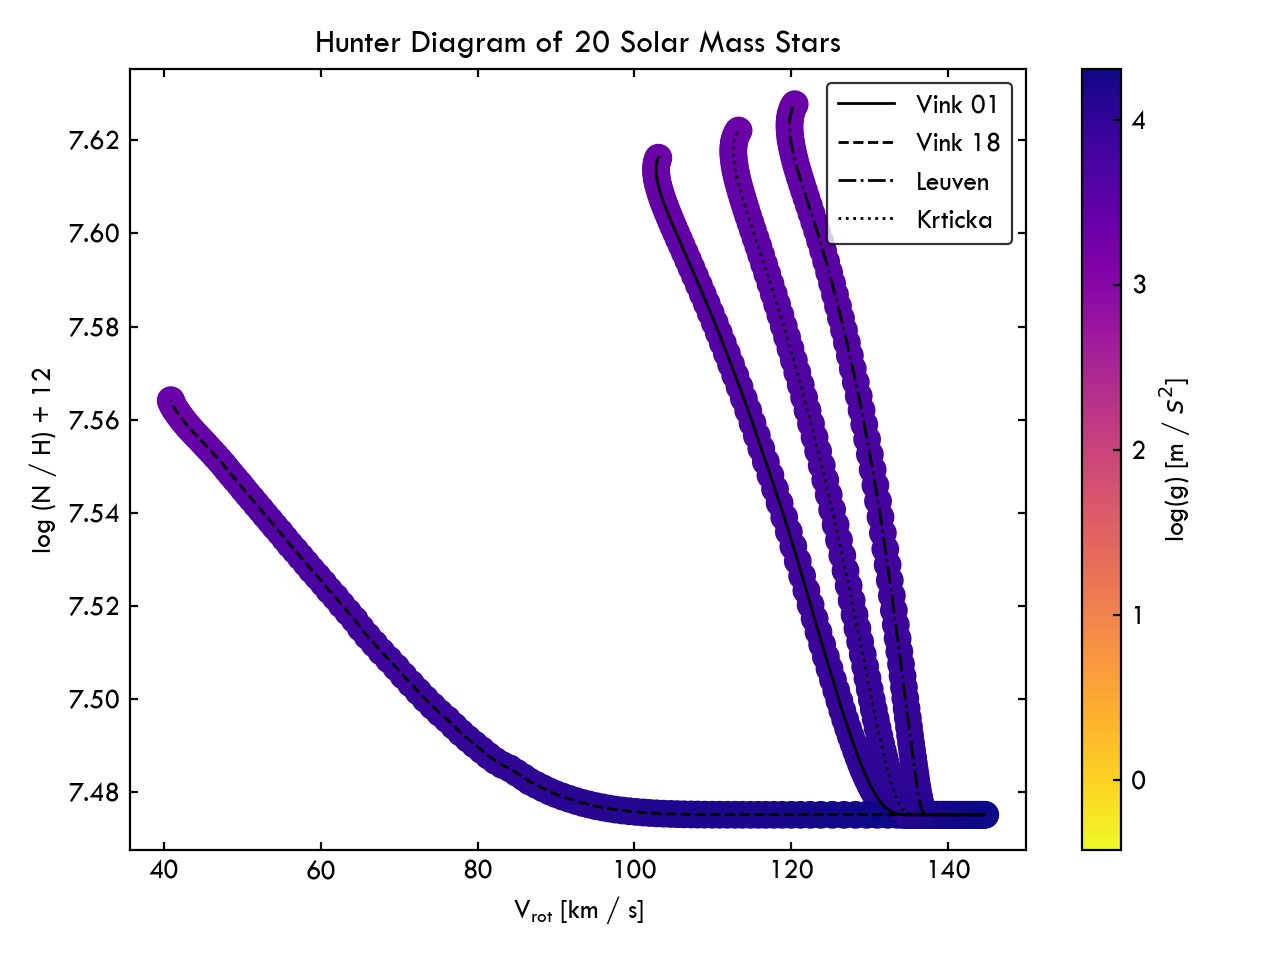 Hunter Diagram of 20 Solar Mass Stars
Vink 01
Vink 18
Leuven
Krticka
7.62
7.60
7.58
7.56
7.54
7.52
7.50
7.48
log (N / H) + 12
40
60
80
100
120
140
V_rot [km / s]
4
3
2
1
0
log(g) [m / s²]